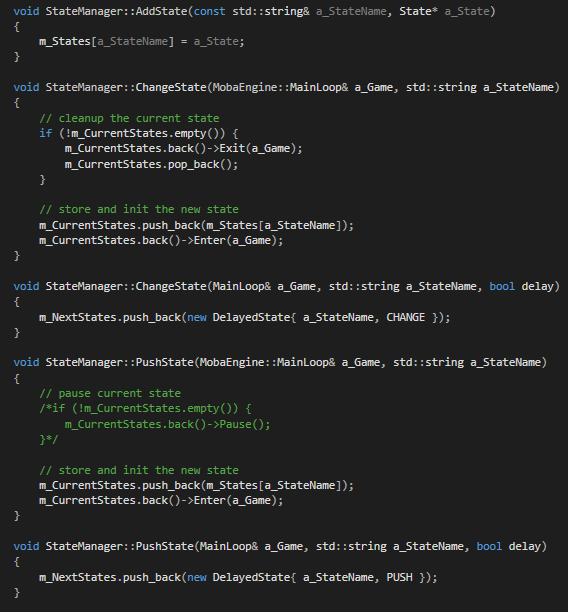 void StateManager::AddState(const std::string& a_StateName, State* a_State)
{
    m_States[a_StateName] = a_State;
}

void StateManager::ChangeState(MobaEngine::MainLoop& a_Game, std::string a_StateName)
{
    // cleanup the current state
    if (!m_CurrentStates.empty()) {
        m_CurrentStates.back()->Exit(a_Game);
        m_CurrentStates.pop_back();
    }

    // store and init the new state
    m_CurrentStates.push_back(m_States[a_StateName]);
    m_CurrentStates.back()->Enter(a_Game);
}

void StateManager::ChangeState(MainLoop& a_Game, std::string a_StateName, bool delay)
{
    m_NextStates.push_back(new DelayedState{ a_StateName, CHANGE });
}

void StateManager::PushState(MobaEngine::MainLoop& a_Game, std::string a_StateName)
{
    // pause current state
    /*if (!m_CurrentStates.empty()) {
        m_CurrentStates.back()->Pause();
    }*/

    // store and init the new state
    m_CurrentStates.push_back(m_States[a_StateName]);
    m_CurrentStates.back()->Enter(a_Game);
}

void StateManager::PushState(MainLoop& a_Game, std::string a_StateName, bool delay)
{
    m_NextStates.push_back(new DelayedState{ a_StateName, PUSH });
}